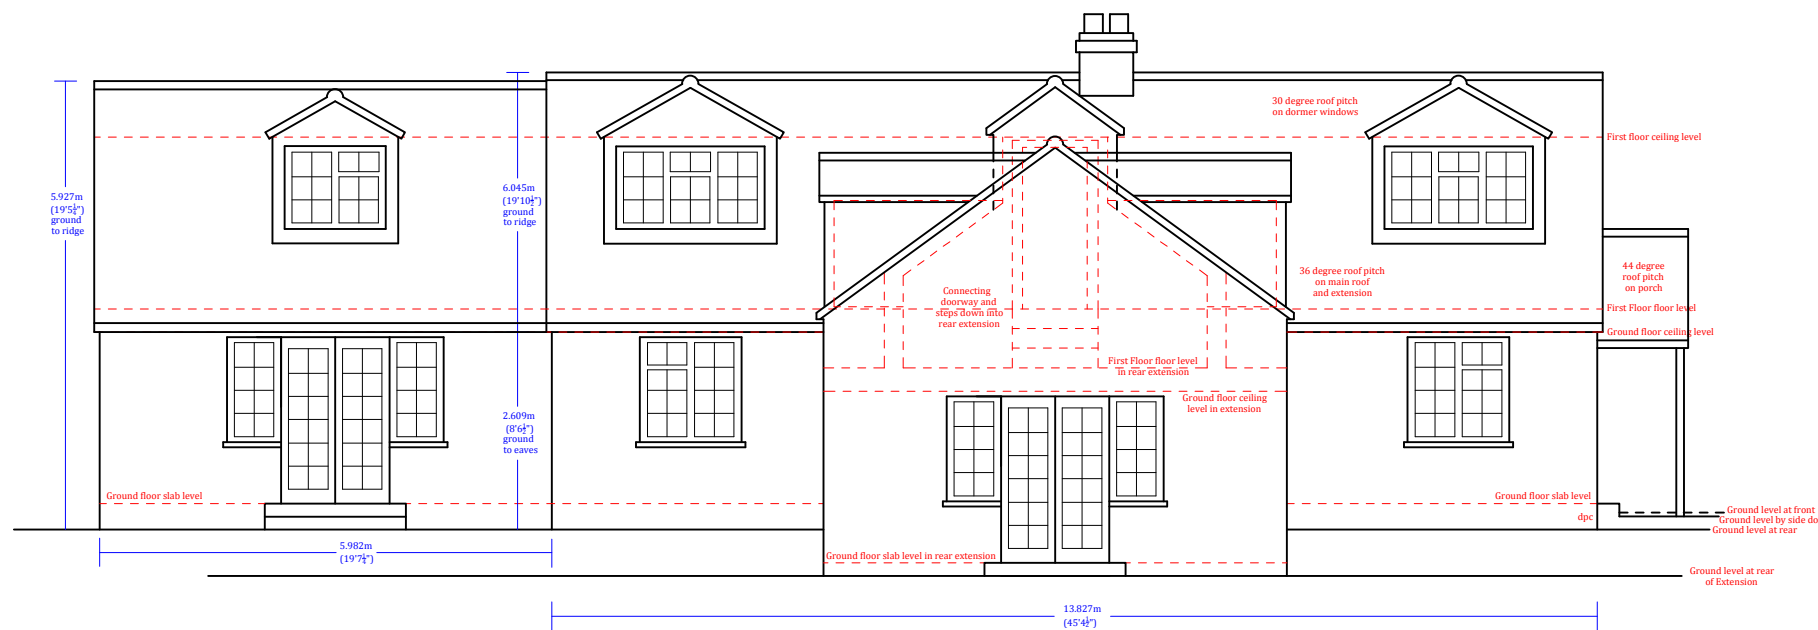 30 degree roof pitch
on dormer windows
First floor ceiling level
5.927m
(19'5½")
ground
to ridge
6.045m
(19'10½")
ground
to ridge
36 degree roof pitch
on main roof
and extension
44 degree
roof pitch
on porch
Connecting
doorway and
steps down into
rear extension
First Floor floor level
Ground floor ceiling level
First Floor floor level
in rear extension
Ground floor ceiling
level in extension
2.609m
(8'6½")
ground
to eaves
Ground floor slab level
Ground floor slab level
dpc
Ground level at front
Ground level by side do
Ground level at rear
5.982m
Ground floor slab level in rear extension
Ground level at rear
of Extension
13.827m
(45'4½")